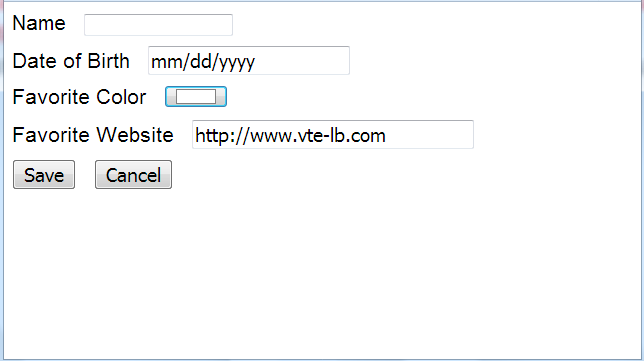 Name
Date of Birth mm/dd/yyyy
Favorite Color
Favorite Website http://www.vte-lb.com
Save Cancel